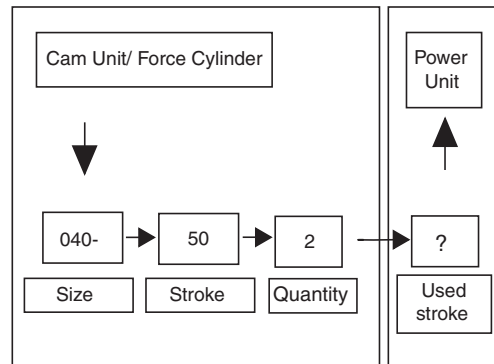 Cam Unit/ Force Cylinder
Power
Unit
040-
50
2
?
Size
Stroke
Quantity
Used
stroke